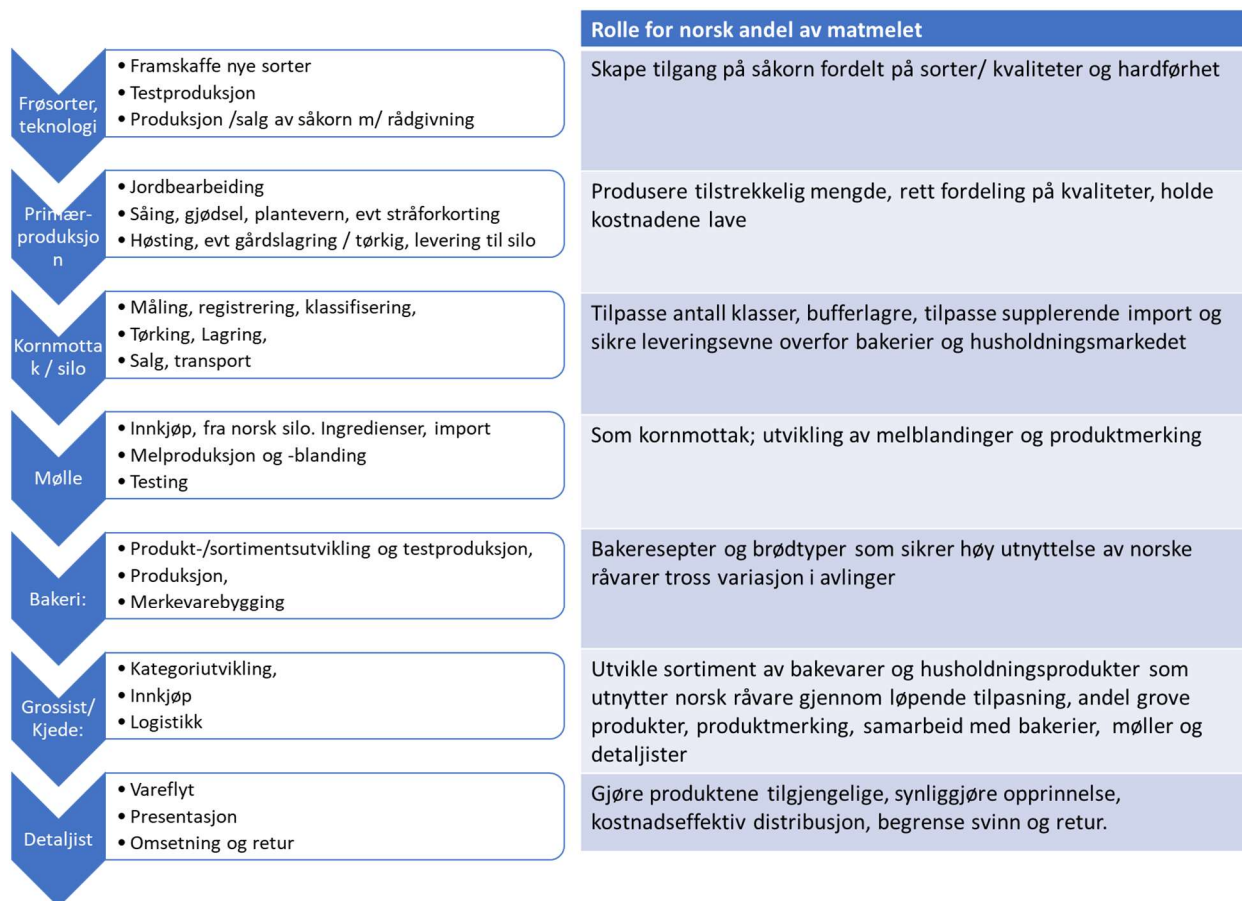 Rolle for norsk andel av matmelet
Frøsorter,
teknologi
• Framskaffe nye sorter
• Testproduksjon
• Produksjon /salg av såkorn m/ rådgivning
Skape tilgang på såkorn fordelt på sorter/ kvaliteter og hardførhet
Primær-
produksjo
n
• Jordbearbeiding
• Såing, gjødsel, plantevern, evt stråforkorting
• Høsting, evt gårdslagring / tørkig, levering til silo
Produsere tilstrekkelig mengde, rett fordeling på kvaliteter, holde
kostnadene lave
Kornmotta
k / silo
• Måling, registrering, klassifisering,
• Tørking, Lagring,
• Salg, transport
Tilpasse antall klasser, bufferlagre, tilpasse supplerende import og
sikre leveringsevne overfor bakerier og husholdningsmarkedet
Mølle
• Innkjøp, fra norsk silo. Ingredienser, import
• Melproduksjon og -blanding
• Testing
Som kornmottak; utvikling av melblandinger og produktmerking
Bakeri:
• Produkt-/sortimentsutvikling og testproduksjon,
• Produksjon,
• Merkevarebygging
Bakeresepter og brødtyper som sikrer høy utnyttelse av norske
råvarer tross variasjon i avlinger
Grossist/
Kjede:
• Kategoriutvikling,
• Innkjøp
• Logistikk
Utvikle sortiment av bakevarer og husholdningsprodukter som
utnytter norsk råvare gjennom løpende tilpasning, andel grove
produkter, produktmerking, samarbeid med bakerier, møller og
detaljister
Detaljist
• Vareflyt
• Presentasjon
• Omsetning og retur
Gjøre produktene tilgjengelige, synliggjøre opprinnelse,
kostnadseffektiv distribusjon, begrense svinn og retur.